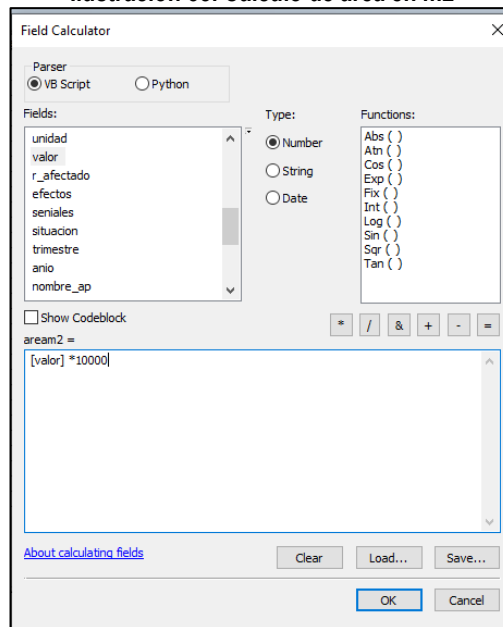 Field Calculator
Parser
VB Script
Python
Fields:
Type:
Functions:
unidad
valor
r_afectado
efectos
seniales
situacion
trimestre
anio
nombre_ap
Number
String
Date
Abs ( )
Atn ( )
Cos ( )
Exp ( )
Fix ( )
Int ( )
Log ( )
Sin ( )
Sqr ( )
Tan ( )
Show Codeblock
* / & + - =
aream2 =
[valor] *10000
About calculating fields
Clear
Load...
Save...
OK
Cancel